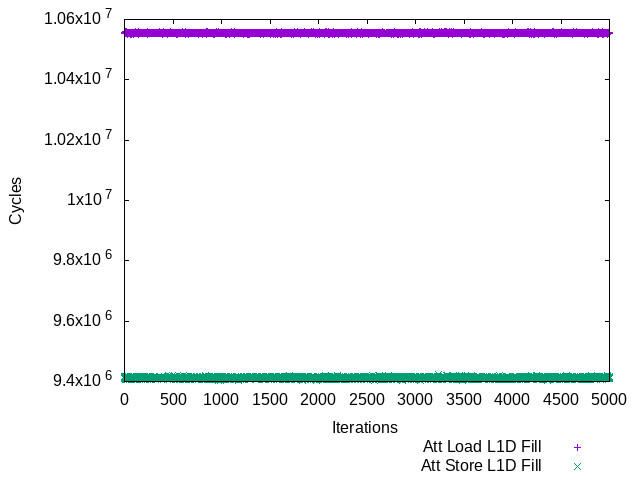 1.06x10 7
1.04x10 7
1.02x10 7
1x10 7
9.8x10 6
9.6x10 6
9.4x10 6
Cycles
0 500 1000 1500 2000 2500 3000 3500 4000 4500 5000
Iterations
Att Load L1D Fill
Att Store L1D Fill